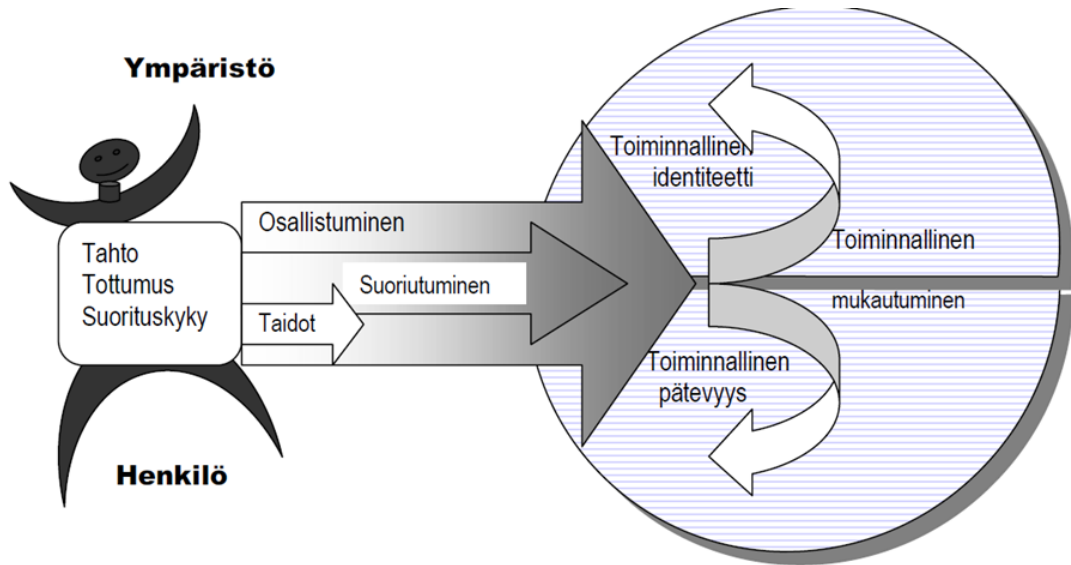 Ympäristö
Tahto
Tottumus
Suorituskyky
Henkilö
Osallistuminen
Suoriutuminen
Taidot
Toiminnallinen
identiteetti
Toiminnallinen
mukautuminen
Toiminnallinen
pätevyys